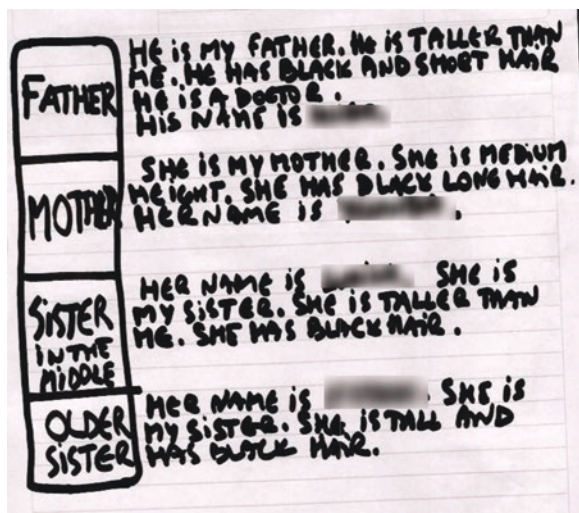 FATHER
HE IS MY FATHER. HE IS TALLER THAN
ME. HE HAS BLACK AND SHORT HAIR
HE IS A DOCTOR.
HIS NAME IS
MOTHER
SHE IS MY MOTHER. SHE IS MEDIUM
HEIGHT. SHE HAS BLACK LONG HAIR.
HER NAME IS .
SISTER
IN THE
MIDDLE
HER NAME IS SHE IS
MY SISTER. SHE IS TALLER THAN
ME. SHE HAS BLACK HAIR.
OLDER
SISTER
HER NAME IS . SHE IS
MY SISTER. SHE IS TALL AND
HAS BLACK HAIR.